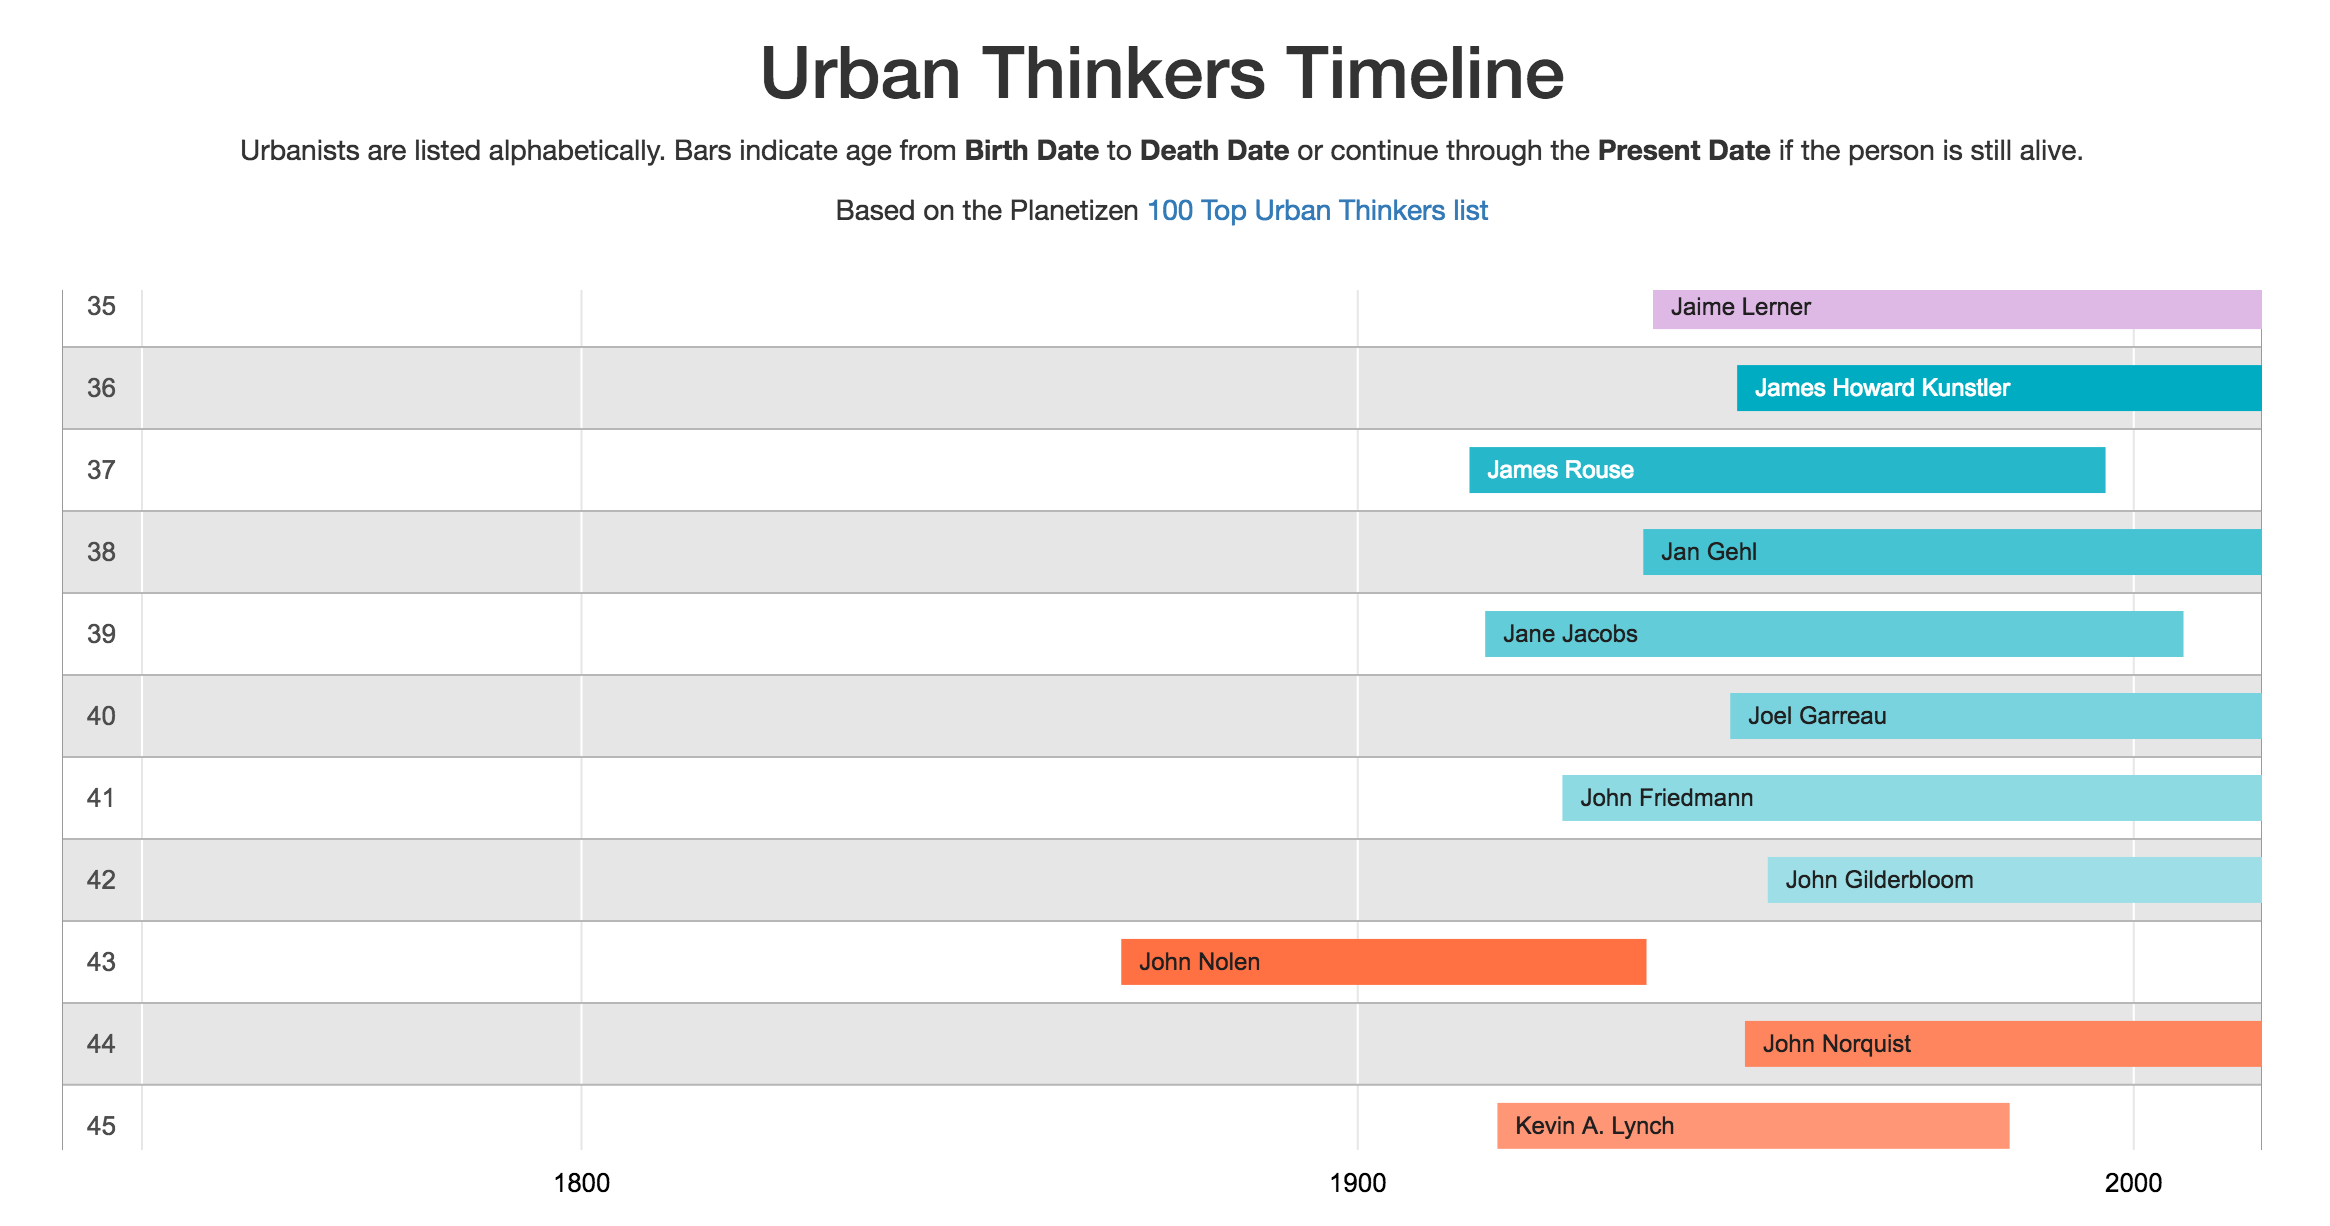 Urban Thinkers Timeline
Urbanists are listed alphabetically. Bars indicate age from Birth Date to Death Date or continue through the Present Date if the person is still alive.
Based on the Planetizen 100 Top Urban Thinkers list
35 Jaime Lerner
36 James Howard Kunstler
37 James Rouse
38 Jan Gehl
39 Jane Jacobs
40 Joel Garreau
41 John Friedmann
42 John Gilderbloom
43 John Nolen
44 John Norquist
45 Kevin A. Lynch
1800 1900 2000